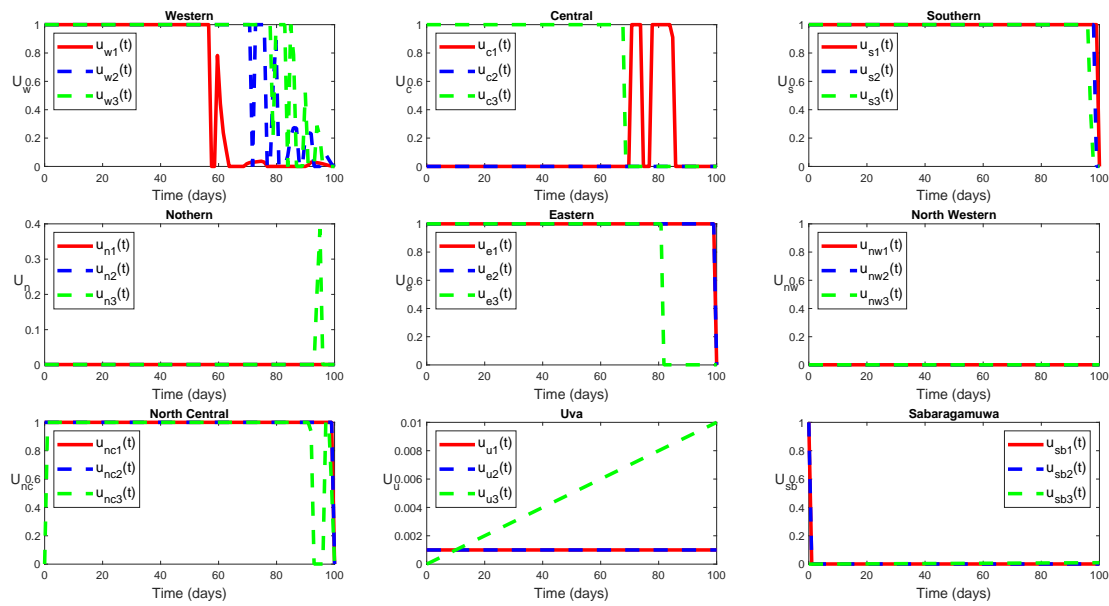 Western
U_w
1
0.8
0.6
0.4
0.2
0
u_w1(t)
u_w2(t)
u_w3(t)
0 20 40 60 80 100
Time (days)
Central
U_c
1
0.8
0.6
0.4
0.2
0
u_c1(t)
u_c2(t)
u_c3(t)
0 20 40 60 80 100
Time (days)
Southern
U_s
1
0.8
0.6
0.4
0.2
0
u_s1(t)
u_s2(t)
u_s3(t)
0 20 40 60 80 100
Time (days)
Nothern
U_n
0.4
0.3
0.2
0.1
0
u_n1(t)
u_n2(t)
u_n3(t)
0 20 40 60 80 100
Time (days)
Eastern
U_e
1
0.8
0.6
0.4
0.2
0
u_e1(t)
u_e2(t)
u_e3(t)
0 20 40 60 80 100
Time (days)
North Western
U_nw
1
0.8
0.6
0.4
0.2
0
u_nw1(t)
u_nw2(t)
u_nw3(t)
0 20 40 60 80 100
Time (days)
North Central
U_nc
1
0.8
0.6
0.4
0.2
0
u_nc1(t)
u_nc2(t)
u_nc3(t)
0 20 40 60 80 100
Time (days)
Uva
U_u
0.01
0.008
0.006
0.004
0.002
0
u_u1(t)
u_u2(t)
u_u3(t)
0 20 40 60 80 100
Time (days)
Sabaragamuwa
U_sb
1
0.8
0.6
0.4
0.2
0
u_sb1(t)
u_sb2(t)
u_sb3(t)
0 20 40 60 80 100
Time (days)